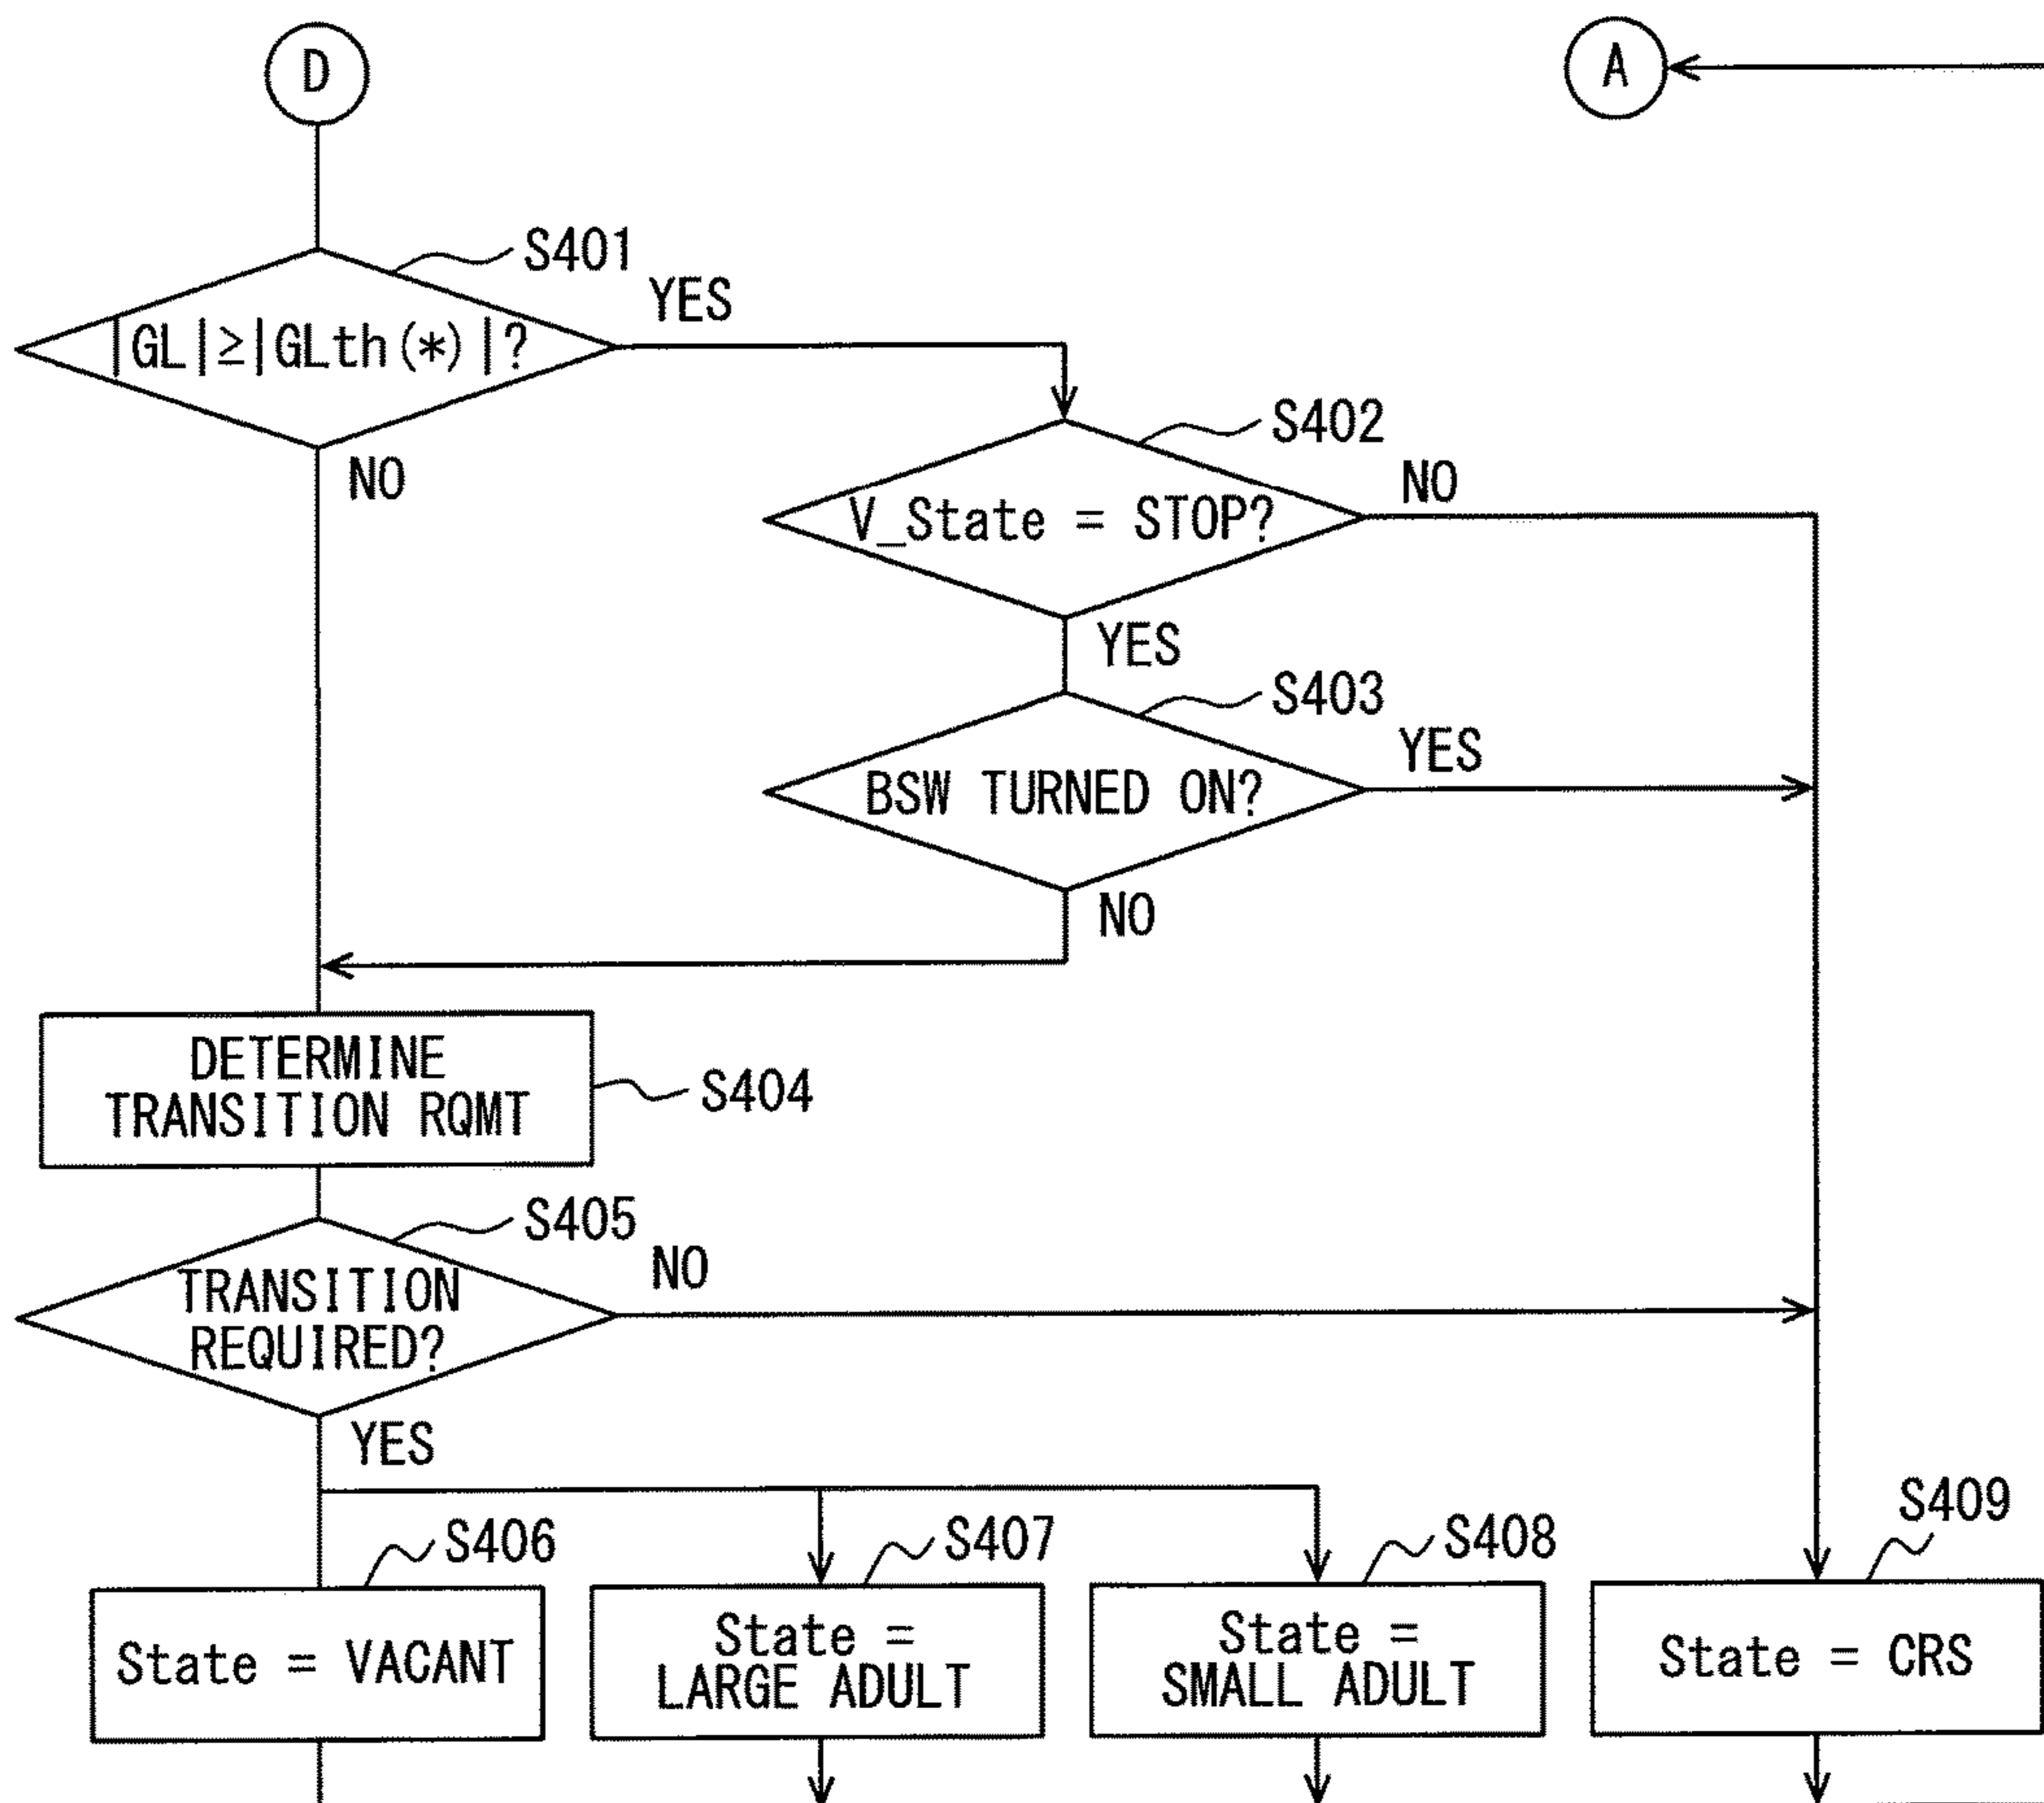 D
A
S401
|GL|≥|GLth(*)|?
YES
NO
S402
V_State = STOP?
NO
YES
S403
BSW TURNED ON?
YES
NO
DETERMINE
TRANSITION RQMT
S404
S405
TRANSITION
REQUIRED?
NO
YES
S406
State = VACANT
S407
State =
LARGE ADULT
S408
State =
SMALL ADULT
S409
State = CRS